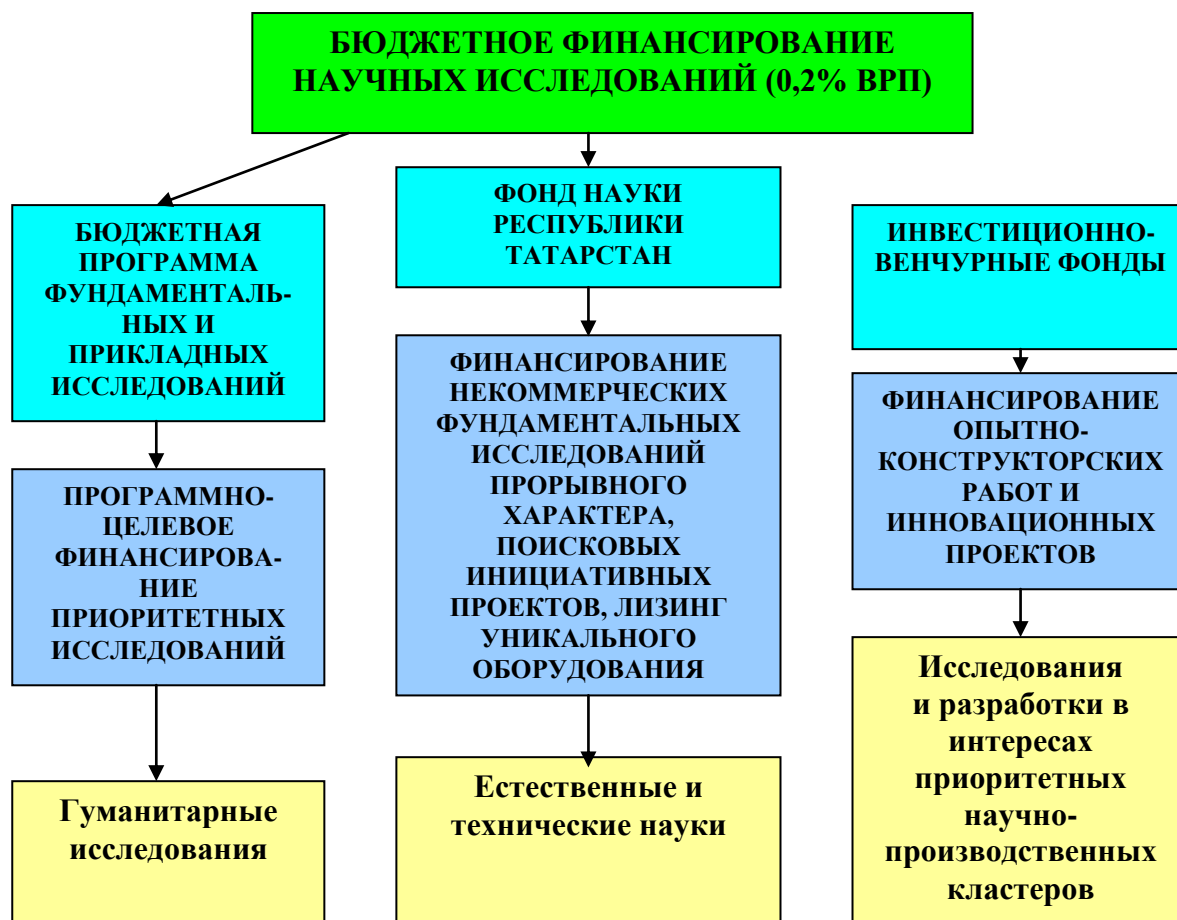 БЮДЖЕТНОЕ ФИНАНСИРОВАНИЕ
НАУЧНЫХ ИССЛЕДОВАНИЙ (0,2% ВРП)
БЮДЖЕТНАЯ
ПРОГРАММА
ФУНДАМЕНТАЛЬ-
НЫХ И
ПРИКЛАДНЫХ
ИССЛЕДОВАНИЙ
ПРОГРАММНО-
ЦЕЛЕВОЕ
ФИНАНСИРОВА-
НИЕ
ПРИОРИТЕТНЫХ
ИССЛЕДОВАНИЙ
Гуманитарные
исследования
ФОНД НАУКИ
РЕСПУБЛИКИ
ТАТАРСТАН
ФИНАНСИРОВАНИЕ
НЕКОММЕРЧЕСКИХ
ФУНДАМЕНТАЛЬНЫХ
ИССЛЕДОВАНИЙ
ПРОРЫВНОГО
ХАРАКТЕРА,
ПОИСКОВЫХ
ИНИЦИАТИВНЫХ
ПРОЕКТОВ, ЛИЗИНГ
УНИКАЛЬНОГО
ОБОРУДОВАНИЯ
Естественные и
технические науки
ИНВЕСТИЦИОННО-
ВЕНЧУРНЫЕ ФОНДЫ
ФИНАНСИРОВАНИЕ
ОПЫТНО-
КОНСТРУКТОРСКИХ
РАБОТ И
ИННОВАЦИОННЫХ
ПРОЕКТОВ
Исследования
и разработки в
интересах
приоритетных
научно-
производственных
кластеров